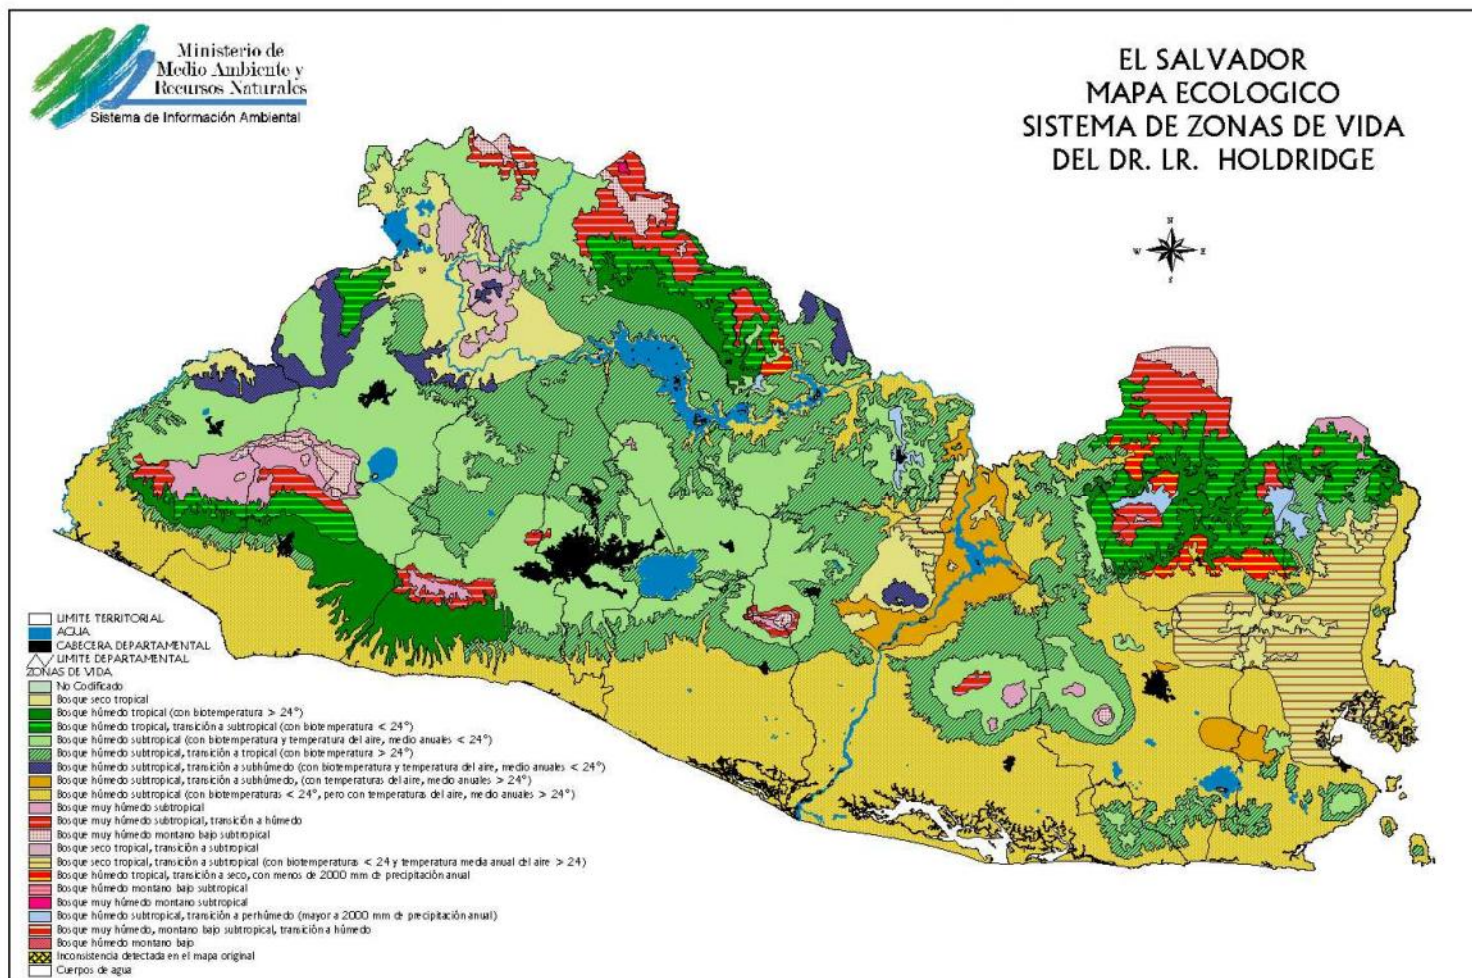 Ministerio de
Medio Ambiente y
Recursos Naturales
Sistema de Información Ambiental
EL SALVADOR
MAPA ECOLOGICO
SISTEMA DE ZONAS DE VIDA
DEL DR. LR. HOLDRIDGE
N
W
E
S
LIMITE TERRITORIAL
AGUA
CABECERA DEPARTAMENTAL
LIMITE DEPARTAMENTAL
ZONAS DE VIDA
No Codificado
Bosque seco tropical
Bosque húmedo tropical (con biotemperatura > 24°)
Bosque húmedo tropical, transición a subtropical (con biotemperatura < 24°)
Bosque húmedo subtropical (con biotemperatura y temperatura del aire, medio anuales < 24°)
Bosque húmedo subtropical, transición a tropical (con biotemperatura > 24°)
Bosque húmedo subtropical, transición a subhúmedo (con biotemperatura y temperatura del aire, medio anuales < 24°)
Bosque húmedo subtropical, transición a subhúmedo, (con temperaturas del aire, medio anuales > 24°)
Bosque húmedo subtropical (con biotemperaturas < 24°, pero con temperaturas del aire, medio anuales > 24°)
Bosque muy húmedo subtropical
Bosque muy húmedo subtropical, transición a húmedo
Bosque muy húmedo montano bajo subtropical
Bosque seco tropical, transición a subtropical
Bosque seco tropical, transición a subtropical (con biotemperaturas < 24 y temperatura media anual del aire > 24)
Bosque húmedo tropical, transición a seco, con menos de 2000 mm de precipitación anual
Bosque húmedo montano bajo subtropical
Bosque muy húmedo montano subtropical
Bosque húmedo subtropical, transición a perhúmedo (mayor a 2000 mm de precipitación anual)
Bosque muy húmedo, montano bajo subtropical, transición a húmedo
Bosque húmedo montano bajo
Inconsistencia detectada en el mapa original
Cuerpos de agua